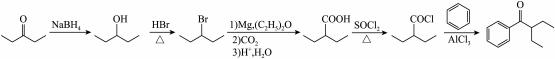 O
NaBH₄
OH
HBr
△
Br
1)Mg,(C₂H₅)₂O
2)CO₂
3)H⁺,H₂O
COOH
SOCl₂
△
COCl
AlCl₃
O